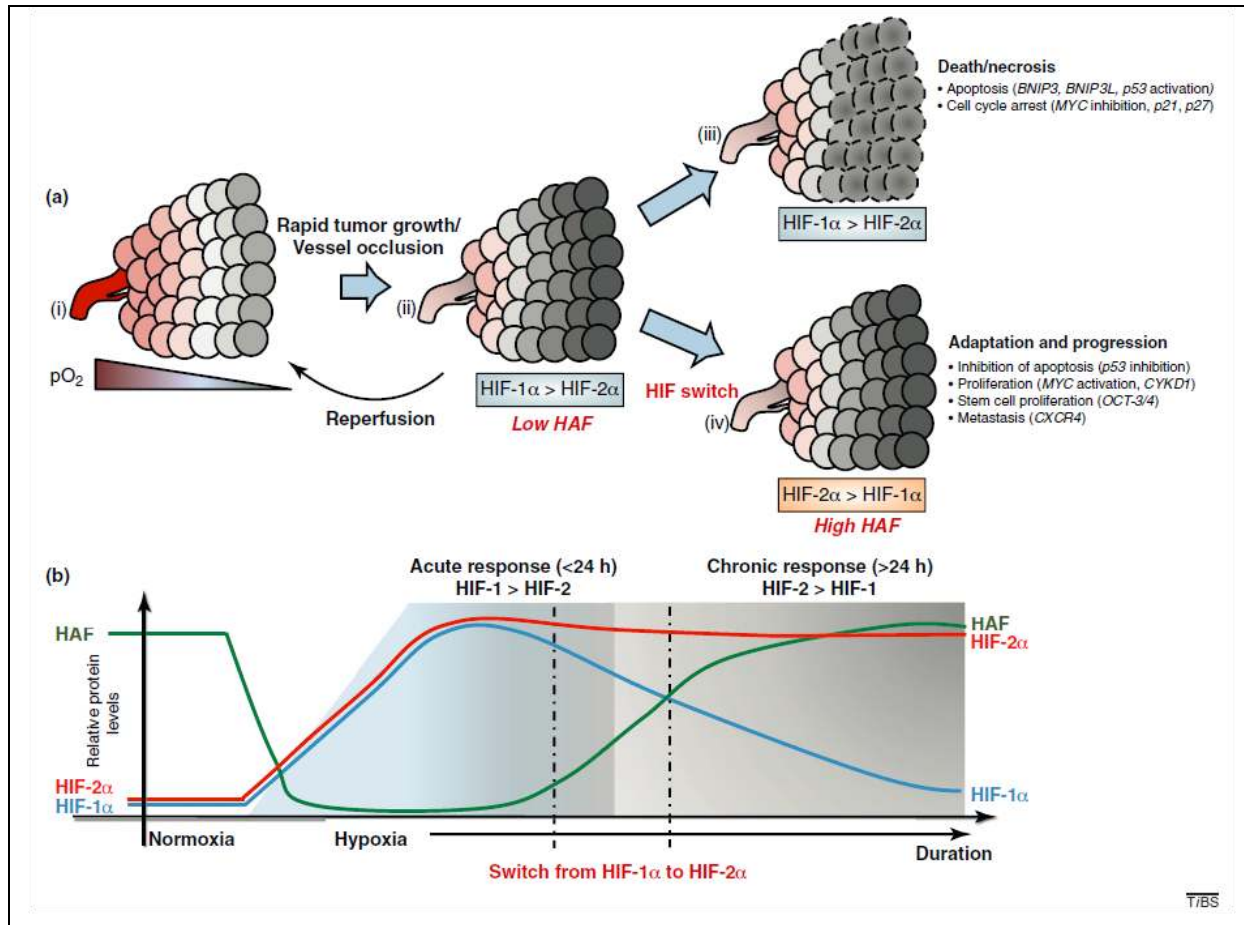 Death/necrosis
• Apoptosis (BNIP3, BNIP3L, p53 activation)
• Cell cycle arrest (MYC inhibition, p21, p27)
(iii)
(a)
Rapid tumor growth/
Vessel occlusion
HIF-1α > HIF-2α
(i)
(ii)
Adaptation and progression
• Inhibition of apoptosis (p53 inhibition)
• Proliferation (MYC activation, CYKD1)
• Stem cell proliferation (OCT-3/4)
• Metastasis (CXCR4)
pO2
HIF-1α > HIF-2α
HIF switch
Low HAF
(iv)
Reperfusion
HIF-2α > HIF-1α
High HAF
(b)
Acute response (<24 h)
HIF-1 > HIF-2
Chronic response (>24 h)
HIF-2 > HIF-1
HAF
HAF
HIF-2α
Relative protein
levels
HIF-2α
HIF-1α
HIF-1α
Normoxia
Hypoxia
Duration
Switch from HIF-1α to HIF-2α
TiBS